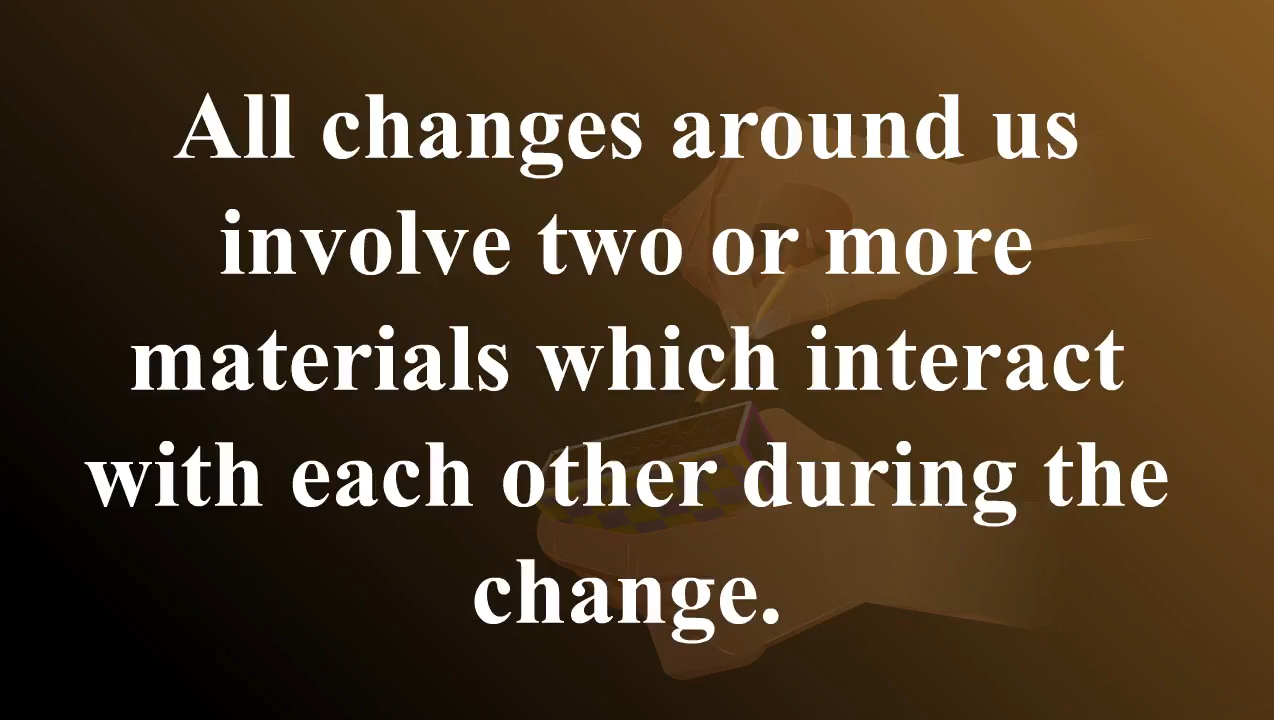 All changes around us
involve two or more
materials which interact
with each other during the
change.